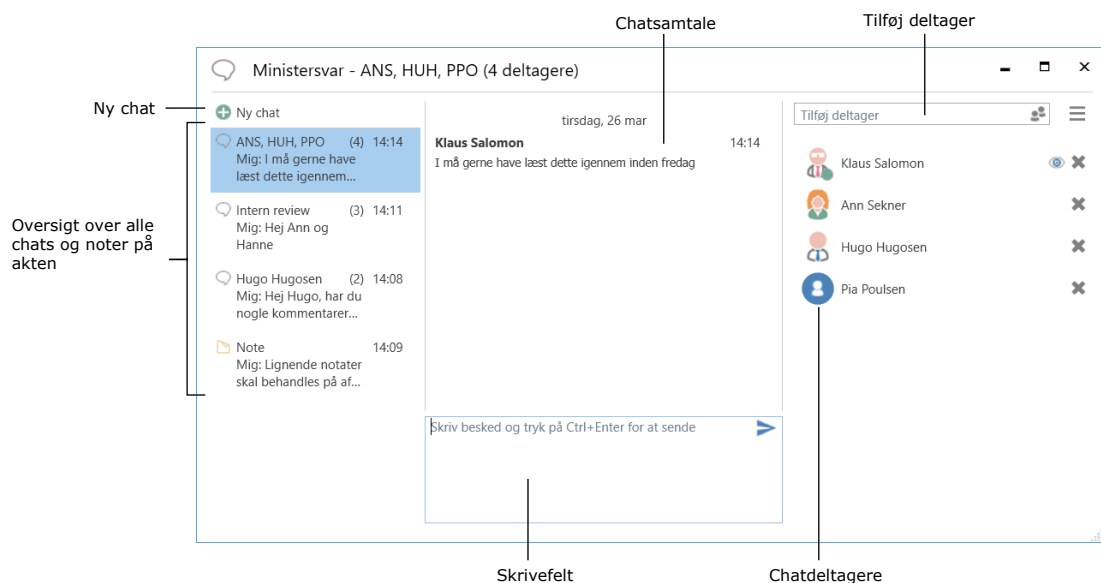 Chatsamtale
Tilføj deltager
Ministersvar - ANS, HUH, PPO (4 deltagere)
Ny chat
Ny chat
ANS, HUH, PPO (4) 14:14
Mig: I må gerne have
læst dette igennem...
Intern review (3) 14:11
Mig: Hej Ann og
Hanne
Hugo Hugosen (2) 14:08
Mig: Hej Hugo, har du
nogle kommentarer...
Note 14:09
Mig: Lignende notater
skal behandles på af...
Oversigt over alle
chats og noter på
akten
tirsdag, 26 mar
Klaus Salomon 14:14
I må gerne have læst dette igennem inden fredag
Skriv besked og tryk på Ctrl+Enter for at sende
Tilføj deltager
Klaus Salomon
Ann Sekner
Hugo Hugosen
Pia Poulsen
Skrivefelt
Chatdeltagere